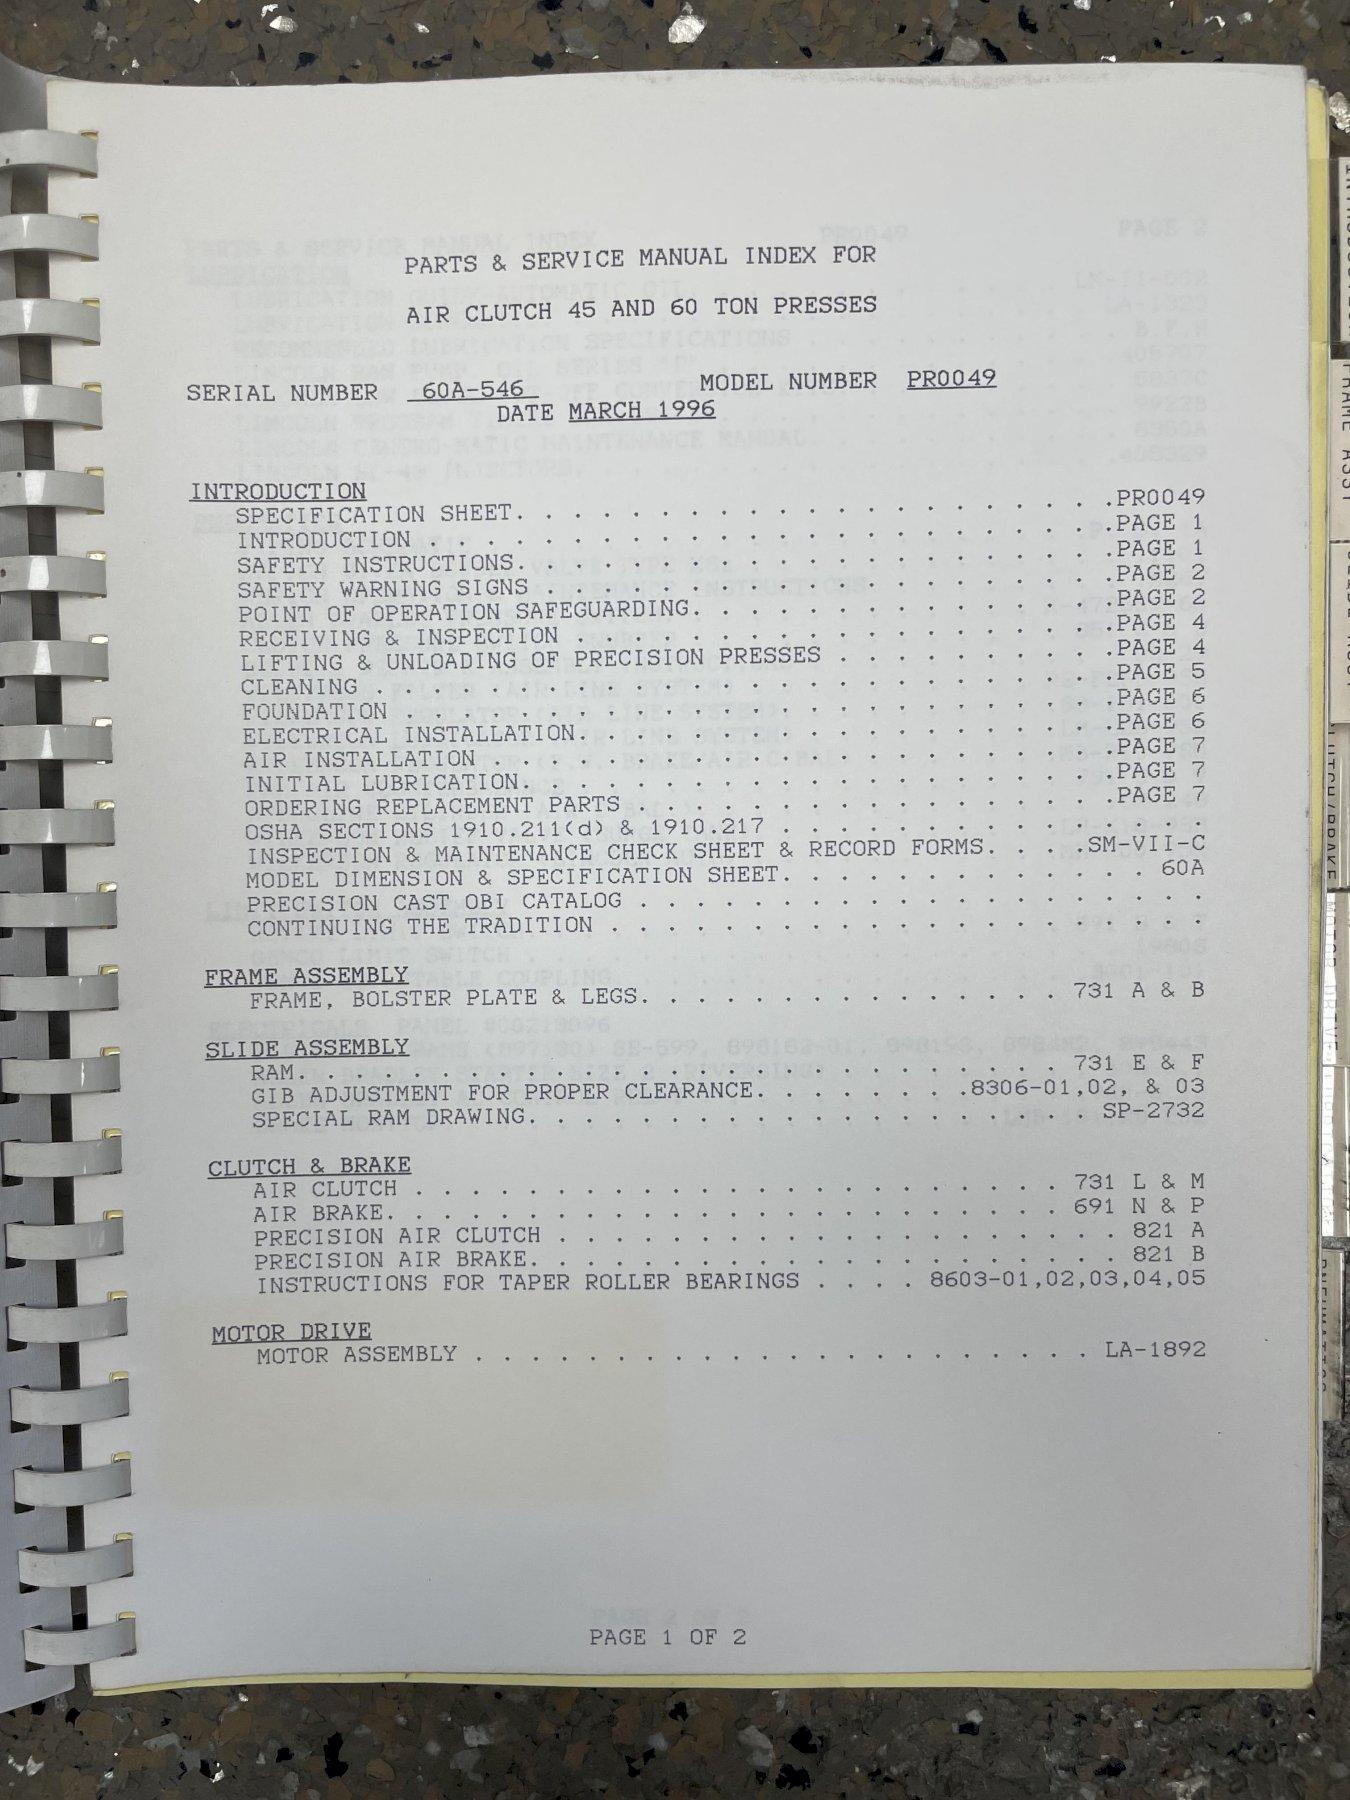 PARTS & SERVICE MANUAL INDEX FOR
AIR CLUTCH 45 AND 60 TON PRESSES
SERIAL NUMBER 60A-546 MODEL NUMBER PR0049
DATE MARCH 1996
INTRODUCTION
SPECIFICATION SHEET. . . . . . . . . . . . . . . . . . . . .PR0049
INTRODUCTION . . . . . . . . . . . . . . . . . . . . . . . .PAGE 1
SAFETY INSTRUCTIONS. . . . . . . . . . . . . . . . . . . . .PAGE 1
SAFETY WARNING SIGNS . . . . . . . . . . . . . . . . . . . .PAGE 2
POINT OF OPERATION SAFEGUARDING. . . . . . . . . . . . . . .PAGE 2
RECEIVING & INSPECTION . . . . . . . . . . . . . . . . . . .PAGE 4
LIFTING & UNLOADING OF PRECISION PRESSES . . . . . . . . . .PAGE 4
CLEANING . . . . . . . . . . . . . . . . . . . . . . . . . .PAGE 5
FOUNDATION . . . . . . . . . . . . . . . . . . . . . . . . .PAGE 6
ELECTRICAL INSTALLATION. . . . . . . . . . . . . . . . . . .PAGE 6
AIR INSTALLATION . . . . . . . . . . . . . . . . . . . . . .PAGE 7
INITIAL LUBRICATION. . . . . . . . . . . . . . . . . . . . .PAGE 7
ORDERING REPLACEMENT PARTS . . . . . . . . . . . . . . . . .PAGE 7
OSHA SECTIONS 1910.211(d) & 1910.217 . . . . . . . . . . . . . . .
INSPECTION & MAINTENANCE CHECK SHEET & RECORD FORMS. . . .SM-VII-C
MODEL DIMENSION & SPECIFICATION SHEET. . . . . . . . . . . . . 60A
PRECISION CAST OBI CATALOG . . . . . . . . . . . . . . . . . . . .
CONTINUING THE TRADITION . . . . . . . . . . . . . . . . . . . . .
FRAME ASSEMBLY
FRAME, BOLSTER PLATE & LEGS. . . . . . . . . . . . . . . 731 A & B
SLIDE ASSEMBLY
RAM. . . . . . . . . . . . . . . . . . . . . . . . . . . 731 E & F
GIB ADJUSTMENT FOR PROPER CLEARANCE. . . . . . . .8306-01,02, & 03
SPECIAL RAM DRAWING. . . . . . . . . . . . . . . . . . . . SP-2732
CLUTCH & BRAKE
AIR CLUTCH . . . . . . . . . . . . . . . . . . . . . . . 731 L & M
AIR BRAKE. . . . . . . . . . . . . . . . . . . . . . . . 691 N & P
PRECISION AIR CLUTCH . . . . . . . . . . . . . . . . . . . . 821 A
PRECISION AIR BRAKE. . . . . . . . . . . . . . . . . . . . . 821 B
INSTRUCTIONS FOR TAPER ROLLER BEARINGS . . . . 8603-01,02,03,04,05
MOTOR DRIVE
MOTOR ASSEMBLY . . . . . . . . . . . . . . . . . . . . . . LA-1892
PAGE 1 OF 2
FRAME ASSY